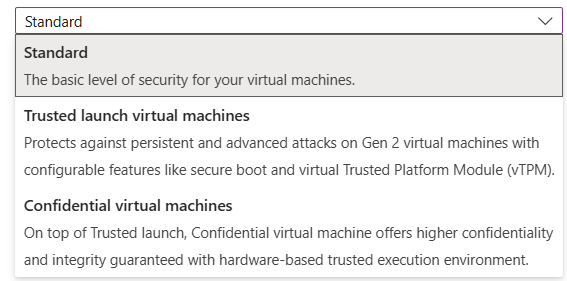 Standard
Standard
The basic level of security for your virtual machines.
Trusted launch virtual machines
Protects against persistent and advanced attacks on Gen 2 virtual machines with
configurable features like secure boot and virtual Trusted Platform Module (vTPM).
Confidential virtual machines
On top of Trusted launch, Confidential virtual machine offers higher confidentiality
and integrity guaranteed with hardware-based trusted execution environment.